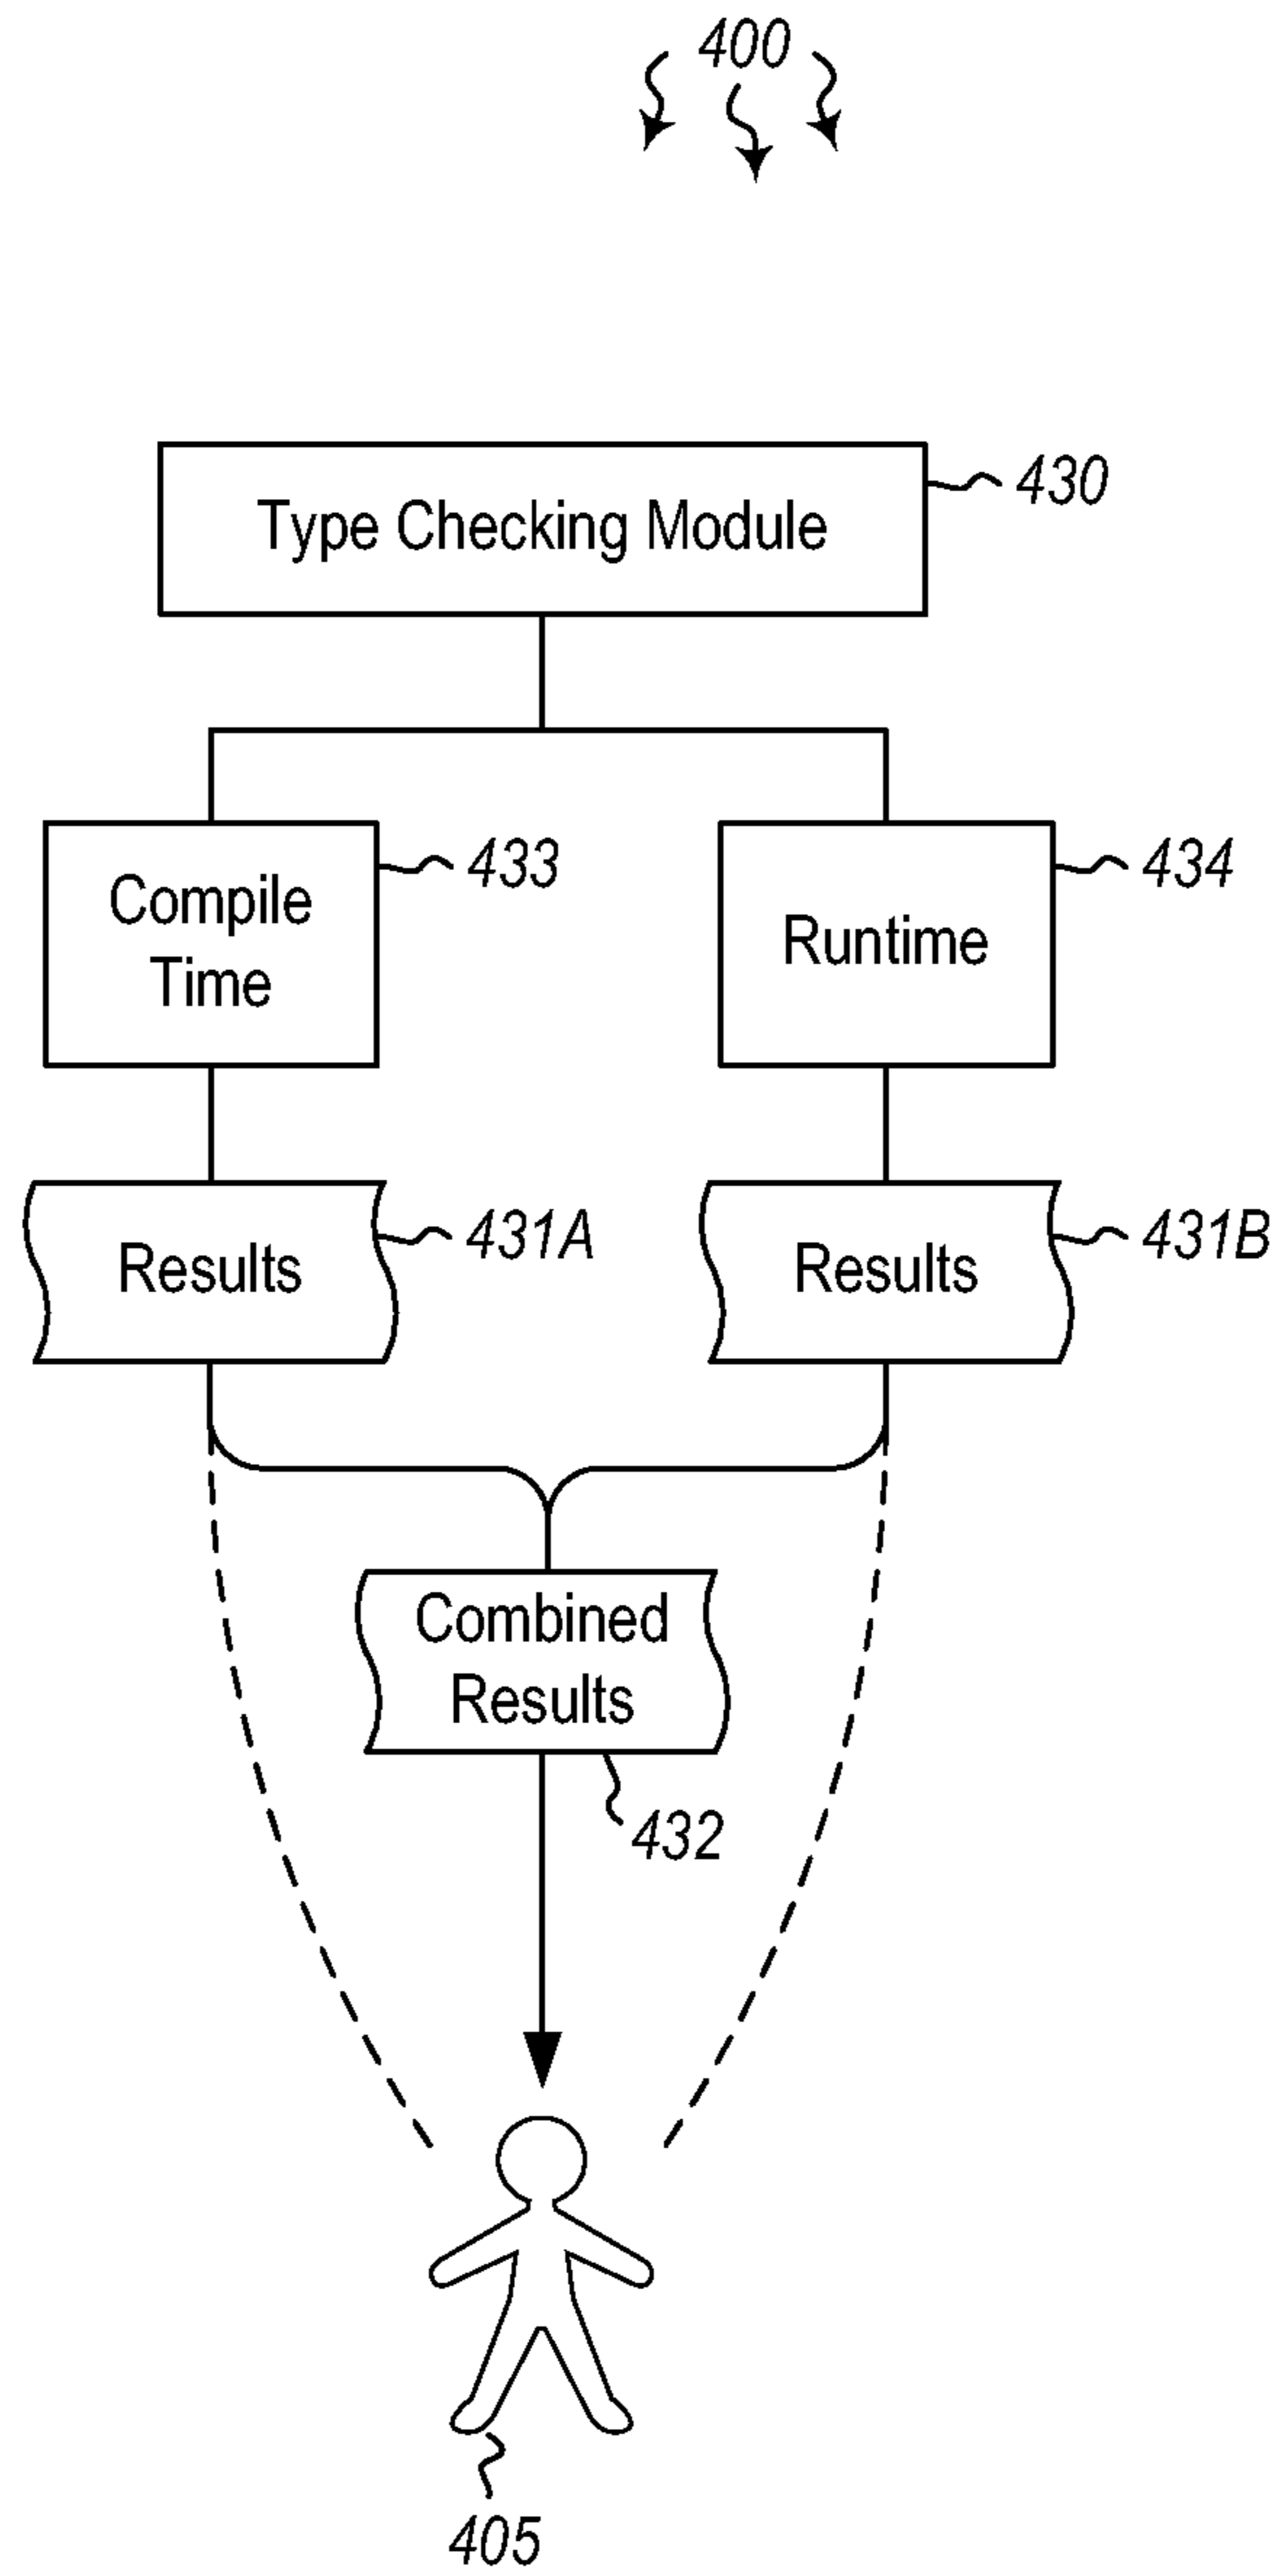 400
Type Checking Module
430
Compile
Time
433
Runtime
434
Results
431A
Results
431B
Combined
Results
432
405